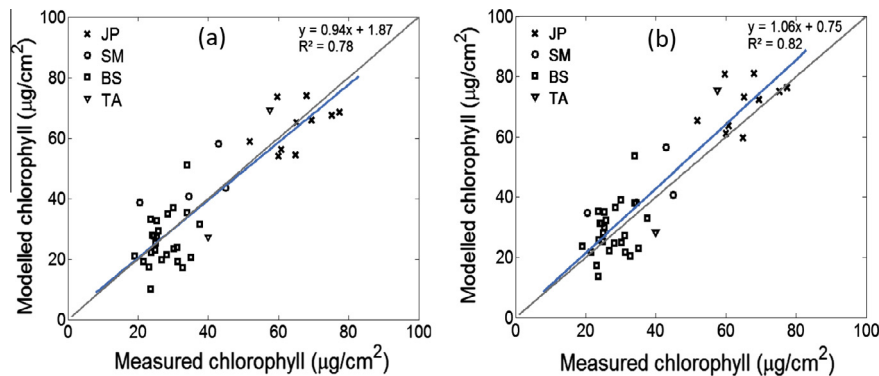 100
80
60
40
20
0
0 20 40 60 80 100
Modelled chlorophyll (μg/cm²)
Measured chlorophyll (μg/cm²)
JP
SM
BS
TA
(a)
y = 0.94x + 1.87
R² = 0.78
100
80
60
40
20
0
0 20 40 60 80 100
Modelled chlorophyll (μg/cm²)
Measured chlorophyll (μg/cm²)
JP
SM
BS
TA
(b)
y = 1.06x + 0.75
R² = 0.82